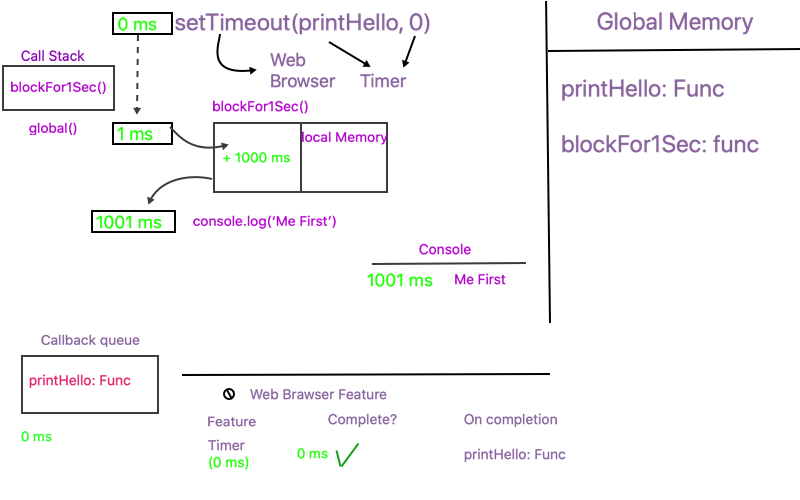 0 ms
setTimeout(printHello, 0)
Global Memory
Call Stack
Web
Browser
Timer
blockFor1Sec()
printHello: Func
blockFor1Sec()
global()
1 ms
local Memory
blockFor1Sec: func
+ 1000 ms
1001 ms
console.log(‘Me First’)
Console
1001 ms
Me First
Callback queue
printHello: Func
0 ms
Web Brawser Feature
Feature
Complete?
On completion
Timer
(0 ms)
0 ms
printHello: Func